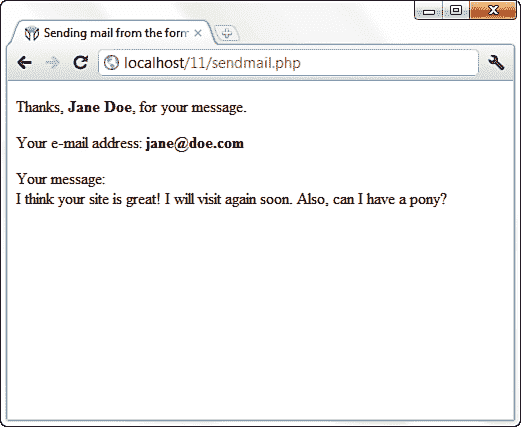 Sending mail from the form
localhost/11/sendmail.php
Thanks, Jane Doe, for your message.
Your e-mail address: jane@doe.com
Your message:
I think your site is great! I will visit again soon. Also, can I have a pony?